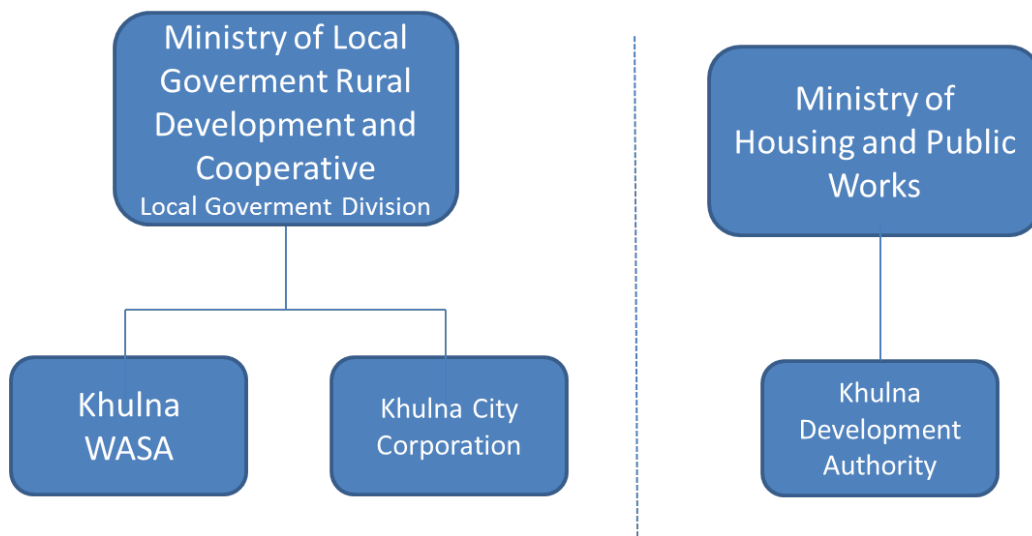 Ministry of Local
Goverment Rural
Development and
Cooperative
Local Goverment Division
Ministry of
Housing and Public
Works
Khulna
WASA
Khulna City
Corporation
Khulna
Development
Authority